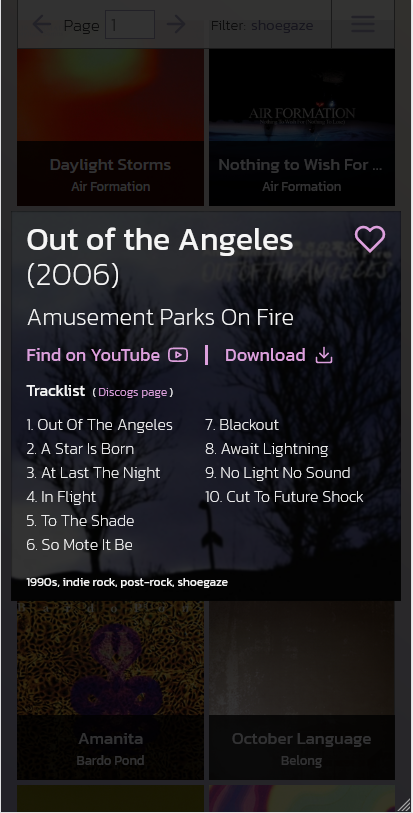 Page 1 Filter: shoegaze
AIR FORMATION
Daylight Storms
Air Formation
Nothing to Wish For ...
Air Formation
Out of the Angeles
(2006)
OUT OF THE ANGELES
Amusement Parks On Fire
Find on YouTube | Download
Tracklist (Discogs page)
1. Out Of The Angeles
2. A Star Is Born
3. At Last The Night
4. In Flight
5. To The Shade
6. So Mote It Be
7. Blackout
8. Await Lightning
9. No Light No Sound
10. Cut To Future Shock
1990s, indie rock, post-rock, shoegaze
Amanita
Bardo Pond
October Language
Belong